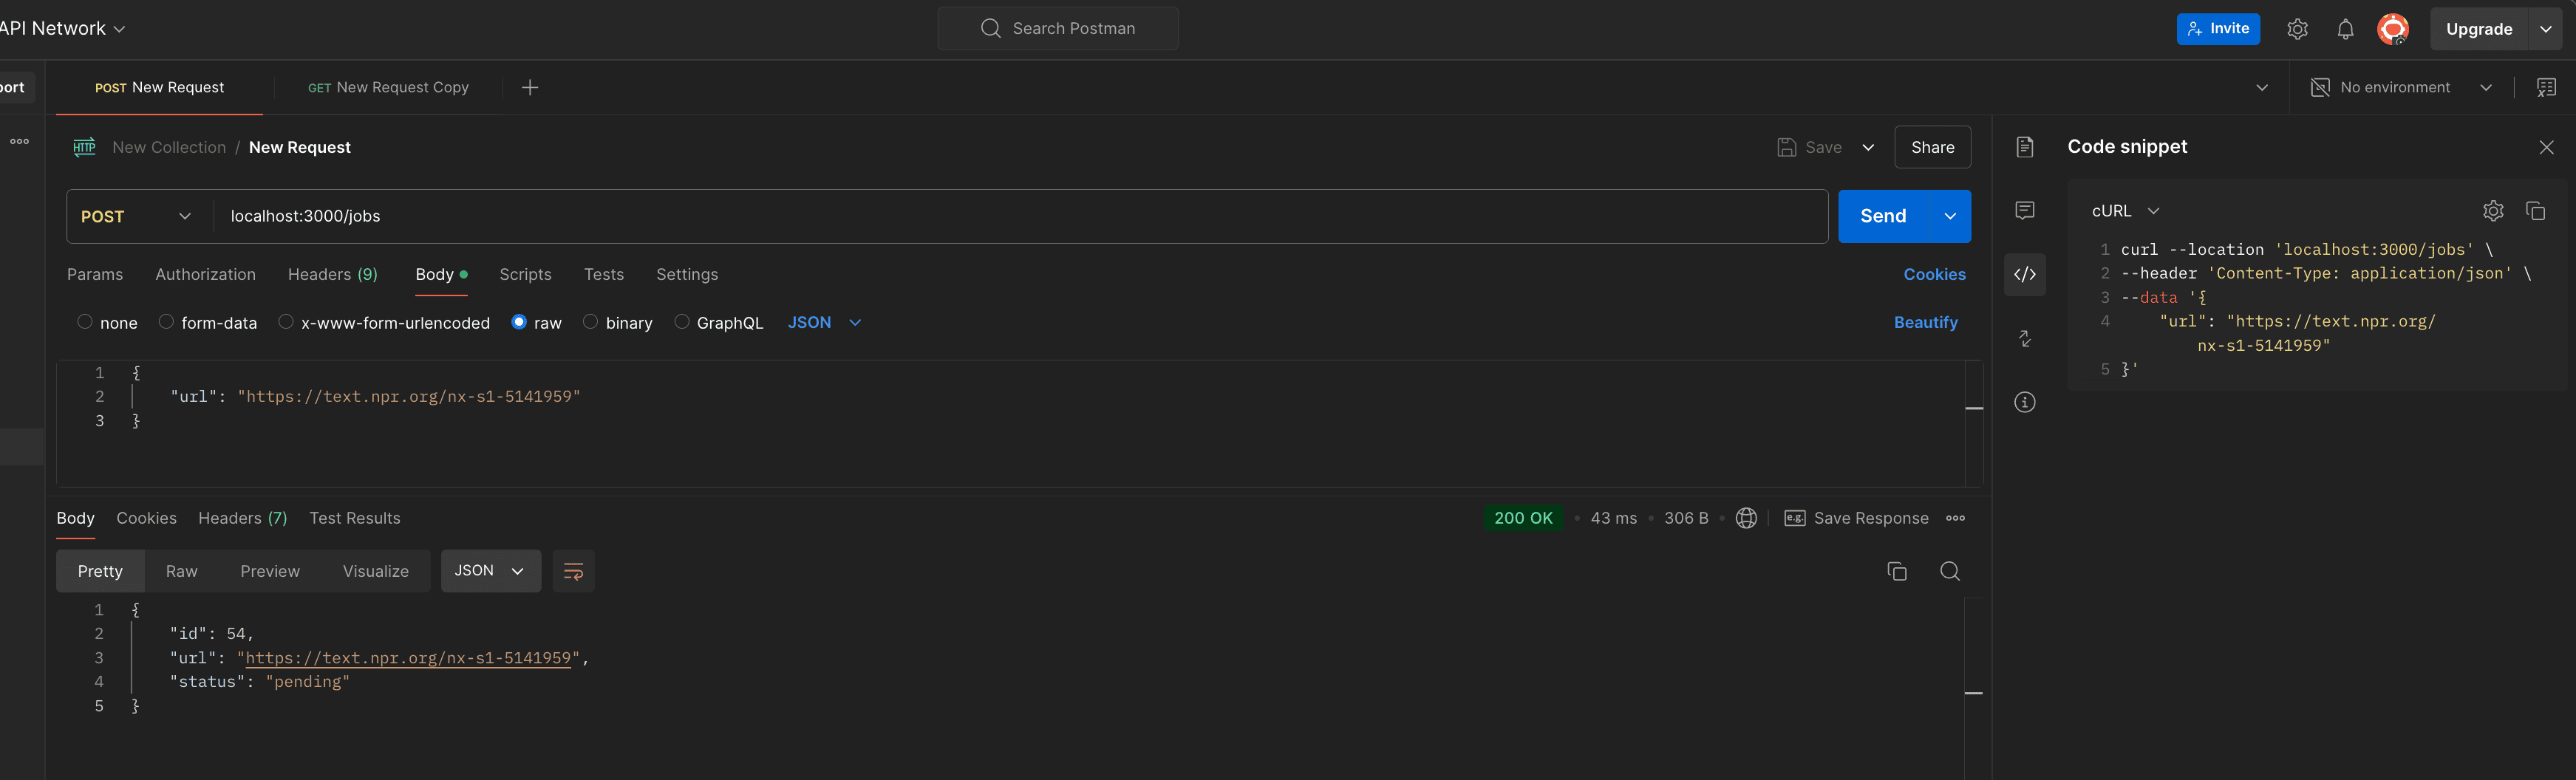 API Network
Search Postman
Invite
Upgrade
port
POST New Request
GET New Request Copy
No environment
HTTP New Collection / New Request
Save
Share
Code snippet
POST
localhost:3000/jobs
Send
cURL
1 curl --location 'localhost:3000/jobs' \
2 --header 'Content-Type: application/json' \
3 --data '{
4 "url": "https://text.npr.org/
nx-s1-5141959"
5 }'
Params Authorization Headers (9) Body Scripts Tests Settings
Cookies
none form-data x-www-form-urlencoded raw binary GraphQL JSON
Beautify
1 {
2 "url": "https://text.npr.org/nx-s1-5141959"
3 }
Body Cookies Headers (7) Test Results
200 OK • 43 ms • 306 B
e.g. Save Response
Pretty Raw Preview Visualize JSON
1 {
2 "id": 54,
3 "url": "https://text.npr.org/nx-s1-5141959",
4 "status": "pending"
5 }